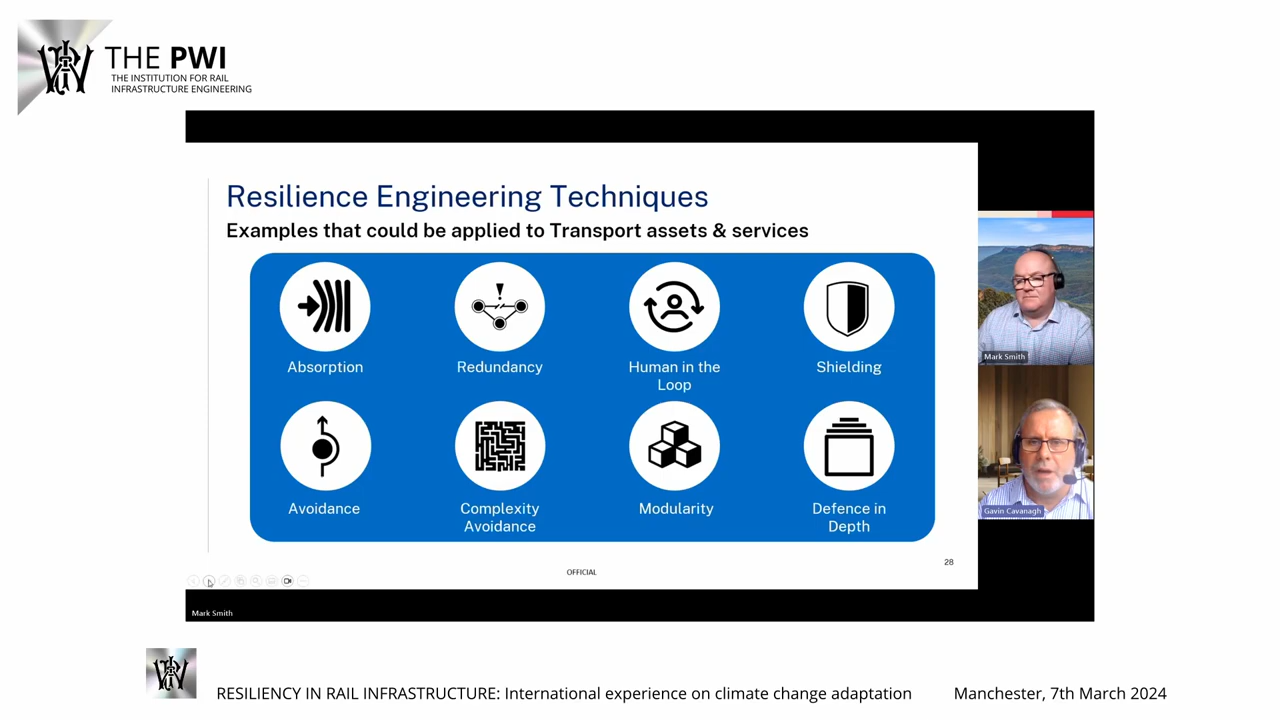 THE PWI
THE INSTITUTION FOR RAIL
INFRASTRUCTURE ENGINEERING
Resilience Engineering Techniques
Examples that could be applied to Transport assets & services
Absorption
Redundancy
Human in the
Loop
Shielding
Avoidance
Complexity
Avoidance
Modularity
Defence in
Depth
28
OFFICIAL
Mark Smith
Gavin Cavanagh
Mark Smith
RESILIENCY IN RAIL INFRASTRUCTURE: International experience on climate change adaptation
Manchester, 7th March 2024